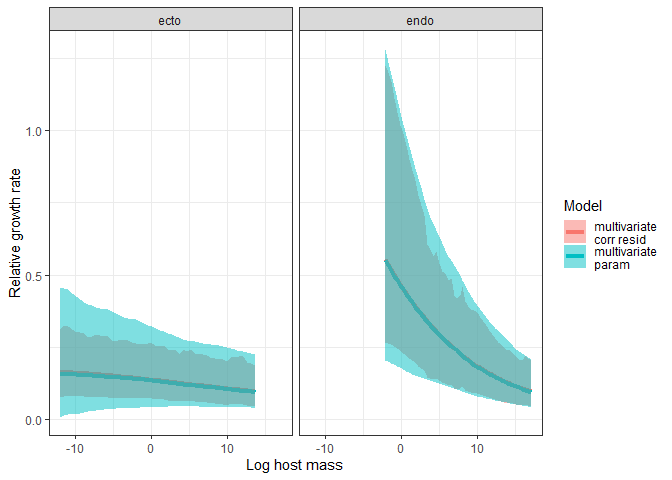 ecto
endo
1.0
0.5
0.0
Relative growth rate
-10
0
10
-10
0
10
Log host mass
Model
multivariate
corr resid
multivariate
param